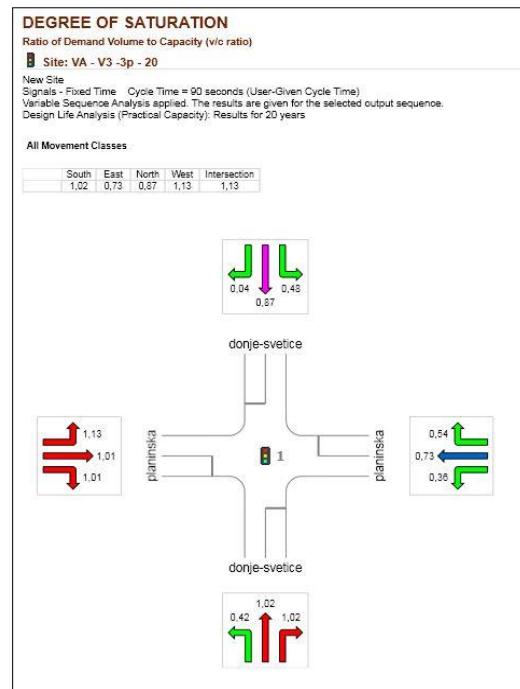 DEGREE OF SATURATION
Ratio of Demand Volume to Capacity (v/c ratio)
Site: VA - V3 -3p - 20
New Site
Signals - Fixed Time Cycle Time = 90 seconds (User-Given Cycle Time)
Variable Sequence Analysis applied. The results are given for the selected output sequence.
Design Life Analysis (Practical Capacity): Results for 20 years
All Movement Classes
South East North West Intersection
1,02 0,73 0,87 1,13 1,13
0,04 0,48
0,87
donje-svetice
1,13
1,01
1,01
planinska
1
planinska
0,54
0,73
0,36
donje-svetice
1,02
0,42 1,02